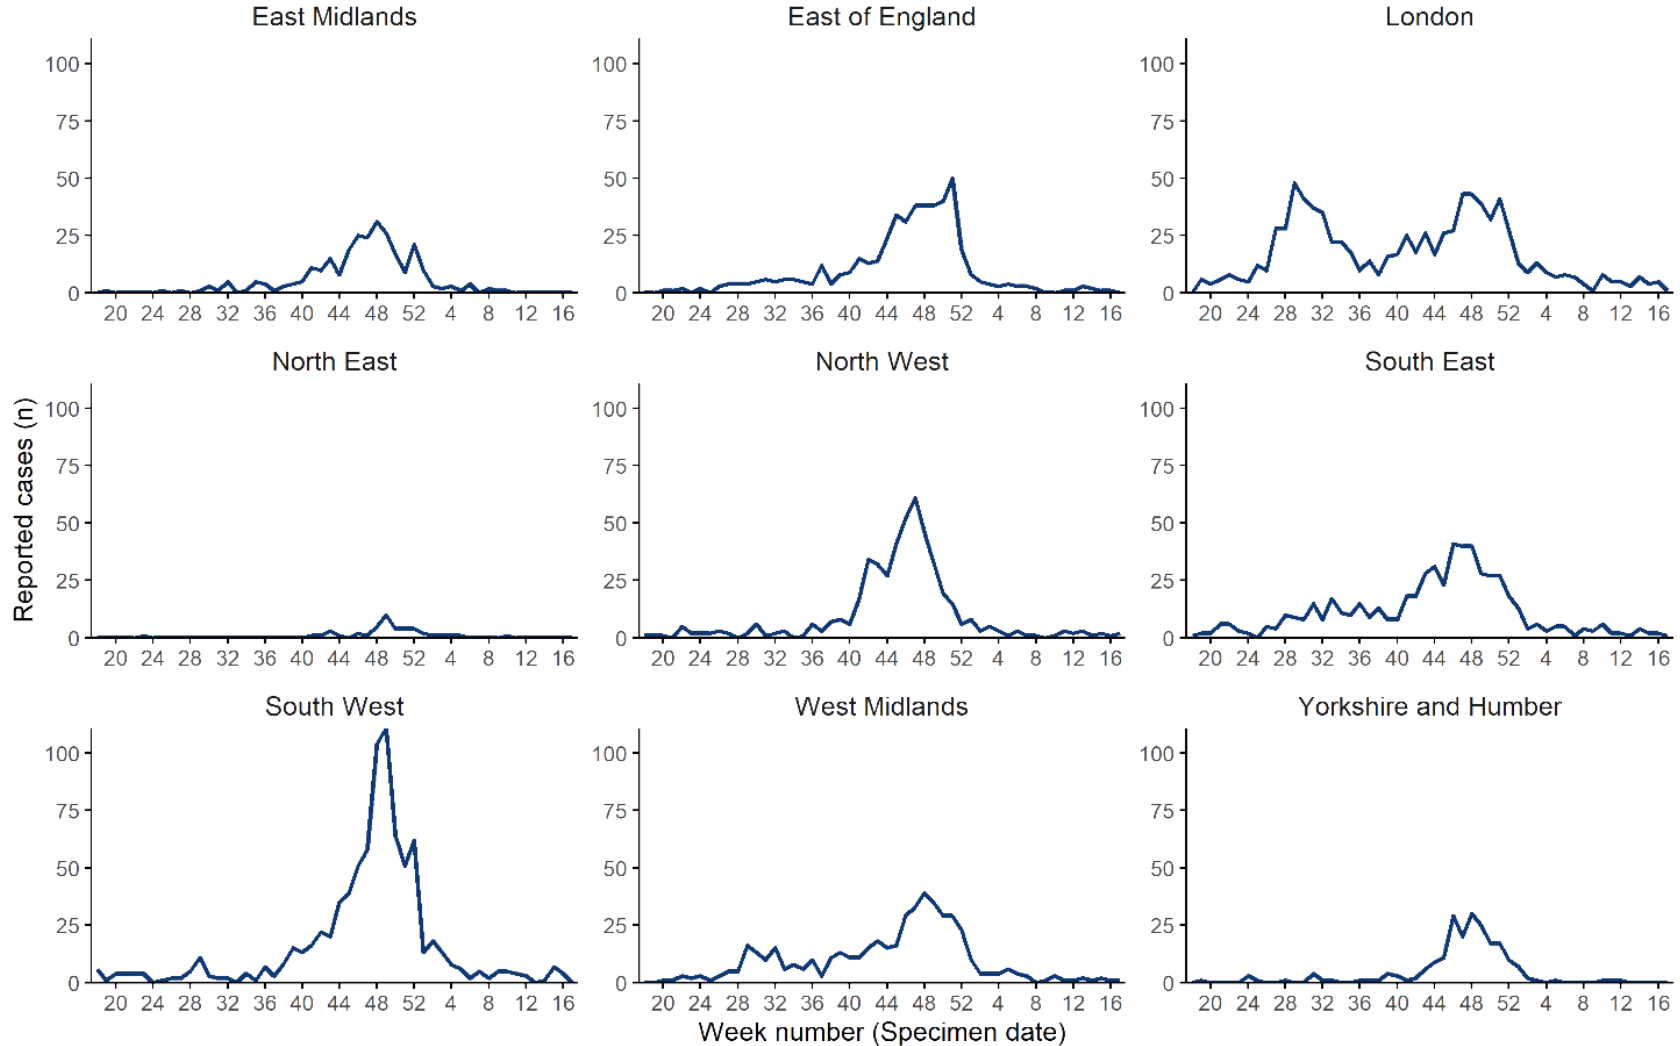 East Midlands East of England London
100 100 100
75 75 75
50 50 50
25 25 25
0 0 0
20 24 28 32 36 40 44 48 52 4 8 12 16 20 24 28 32 36 40 44 48 52 4 8 12 16 20 24 28 32 36 40 44 48 52 4 8 12 16
North East North West South East
Reported cases (n)
100 100 100
75 75 75
50 50 50
25 25 25
0 0 0
20 24 28 32 36 40 44 48 52 4 8 12 16 20 24 28 32 36 40 44 48 52 4 8 12 16 20 24 28 32 36 40 44 48 52 4 8 12 16
South West West Midlands Yorkshire and Humber
100 100 100
75 75 75
50 50 50
25 25 25
0 0 0
20 24 28 32 36 40 44 48 52 4 8 12 16 20 24 28 32 36 40 44 48 52 4 8 12 16 20 24 28 32 36 40 44 48 52 4 8 12 16
Week number (Specimen date)